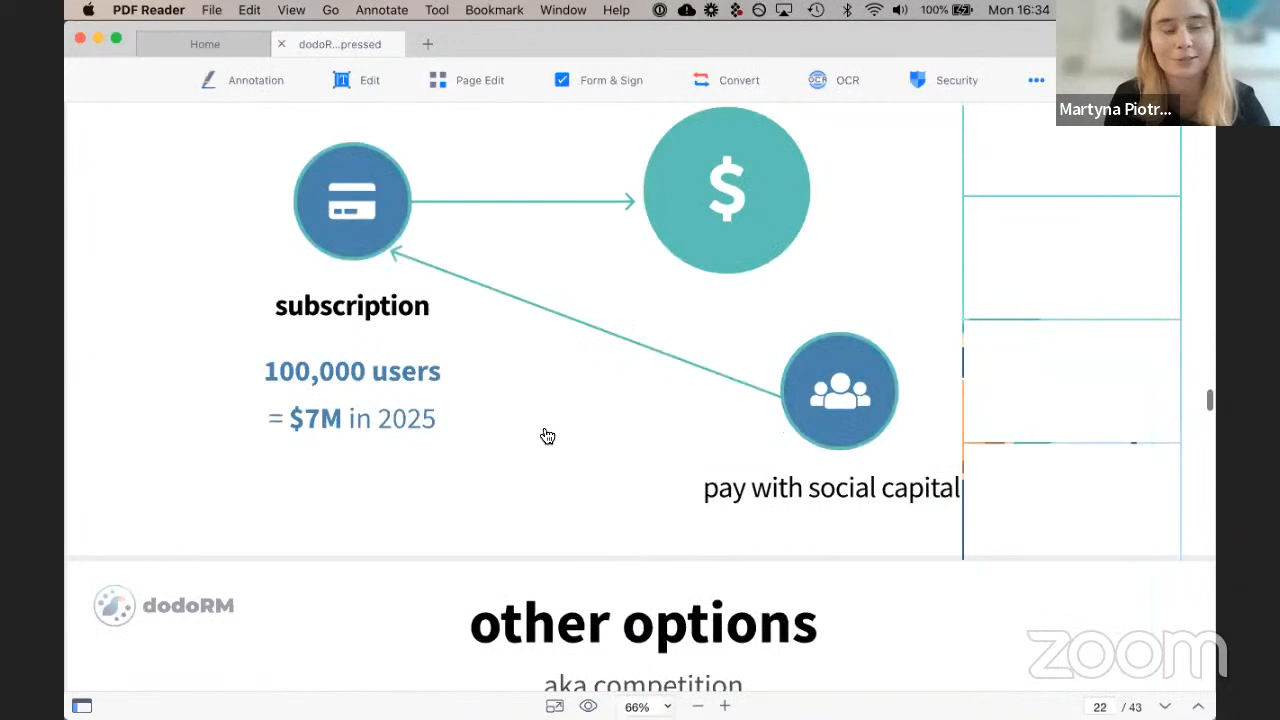 PDF Reader File Edit View Go Annotate Tool Bookmark Window Help 100% Mon 16:34
Home dodoR...pressed
Annotation Edit Page Edit Form & Sign Convert OCR OCR Security
Martyna Piotr...
$
subscription
100,000 users
= $7M in 2025
pay with social capital
dodoRM
other options
aka competition
zoom
66% 22 / 43